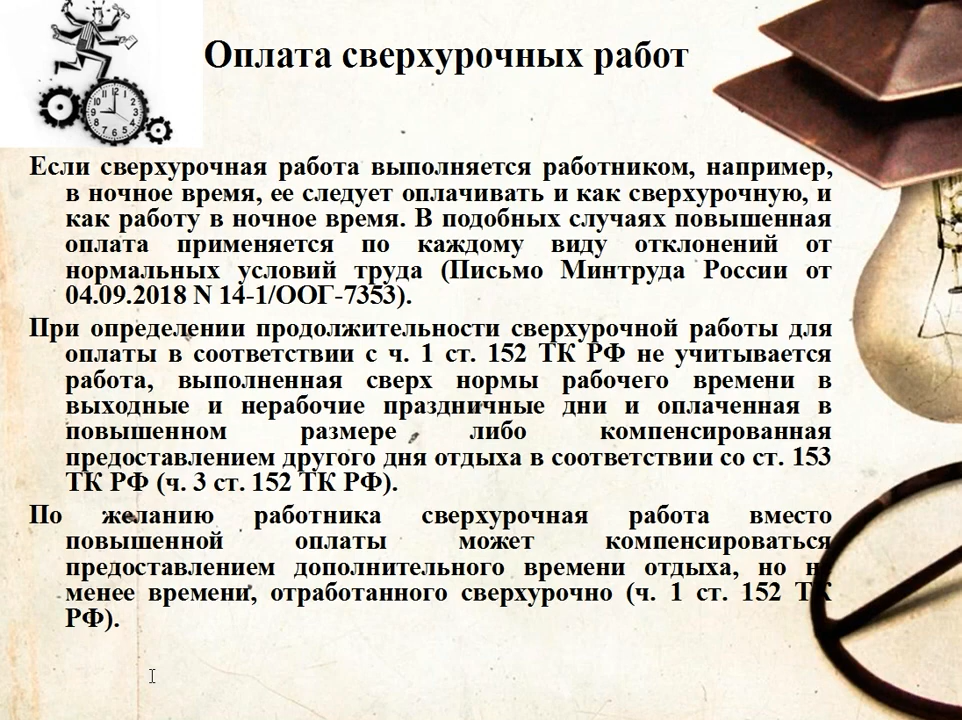 Оплата сверхурочных работ
Если сверхурочная работа выполняется работником, например,
в ночное время, ее следует оплачивать и как сверхурочную, и
как работу в ночное время. В подобных случаях повышенная
оплата применяется по каждому виду отклонений от
нормальных условий труда (Письмо Минтруда России от
04.09.2018 N 14-1/ООГ-7353).
При определении продолжительности сверхурочной работы для
оплаты в соответствии с ч. 1 ст. 152 ТК РФ не учитывается
работа, выполненная сверх нормы рабочего времени в
выходные и нерабочие праздничные дни и оплаченная в
повышенном размере либо компенсированная
предоставлением другого дня отдыха в соответствии со ст. 153
ТК РФ (ч. 3 ст. 152 ТК РФ).
По желанию работника сверхурочная работа вместо
повышенной оплаты может компенсироваться
предоставлением дополнительного времени отдыха, но не
менее времени, отработанного сверхурочно (ч. 1 ст. 152 ТК
РФ).